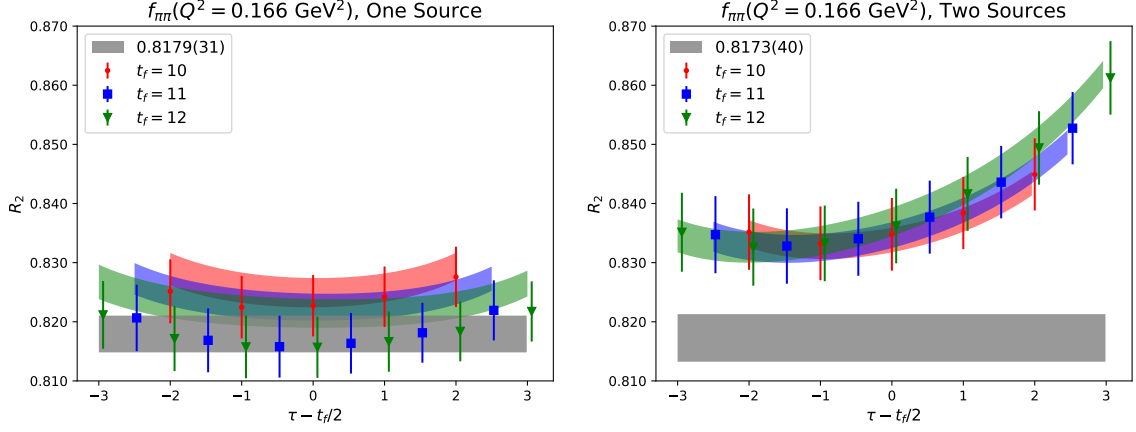 f_{ππ}(Q² = 0.166 GeV²), One Source
0.8179(31)
t_f = 10
t_f = 11
t_f = 12
0.870
0.860
0.850
0.840
0.830
0.820
0.810
R₂
−3 −2 −1 0 1 2 3
τ − t_f/2
f_{ππ}(Q² = 0.166 GeV²), Two Sources
0.8173(40)
t_f = 10
t_f = 11
t_f = 12
0.870
0.860
0.850
0.840
0.830
0.820
0.810
R₂
−3 −2 −1 0 1 2 3
τ − t_f/2